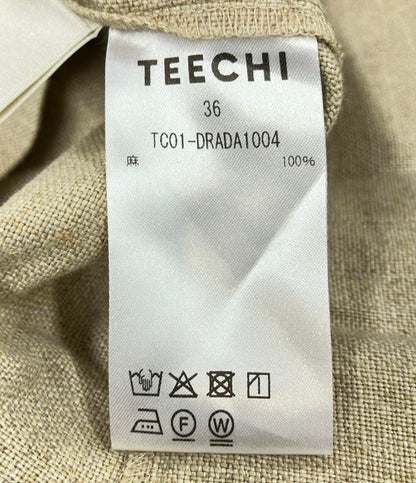 TEECHI
36
TC01-DRADA1004
麻 100%
F W